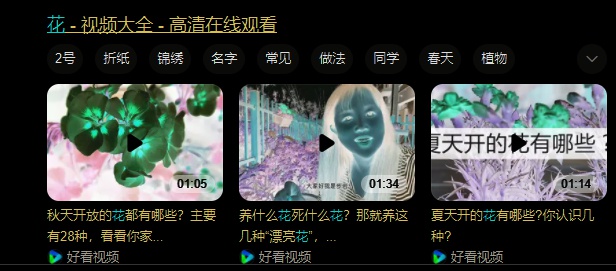 花 - 视频大全 - 高清在线观看
2号 折纸 锦绣 名字 常见 做法 同学 春天 植物
01:05
大家好我是你台
01:34
夏天开的花有哪些？
01:14
秋天开放的花都有哪些？主要
有28种，看看你家...
好看视频
养什么花死什么花？那就养这
几种“漂亮花”，...
好看视频
夏天开的花有哪些?你认识几
种?
好看视频